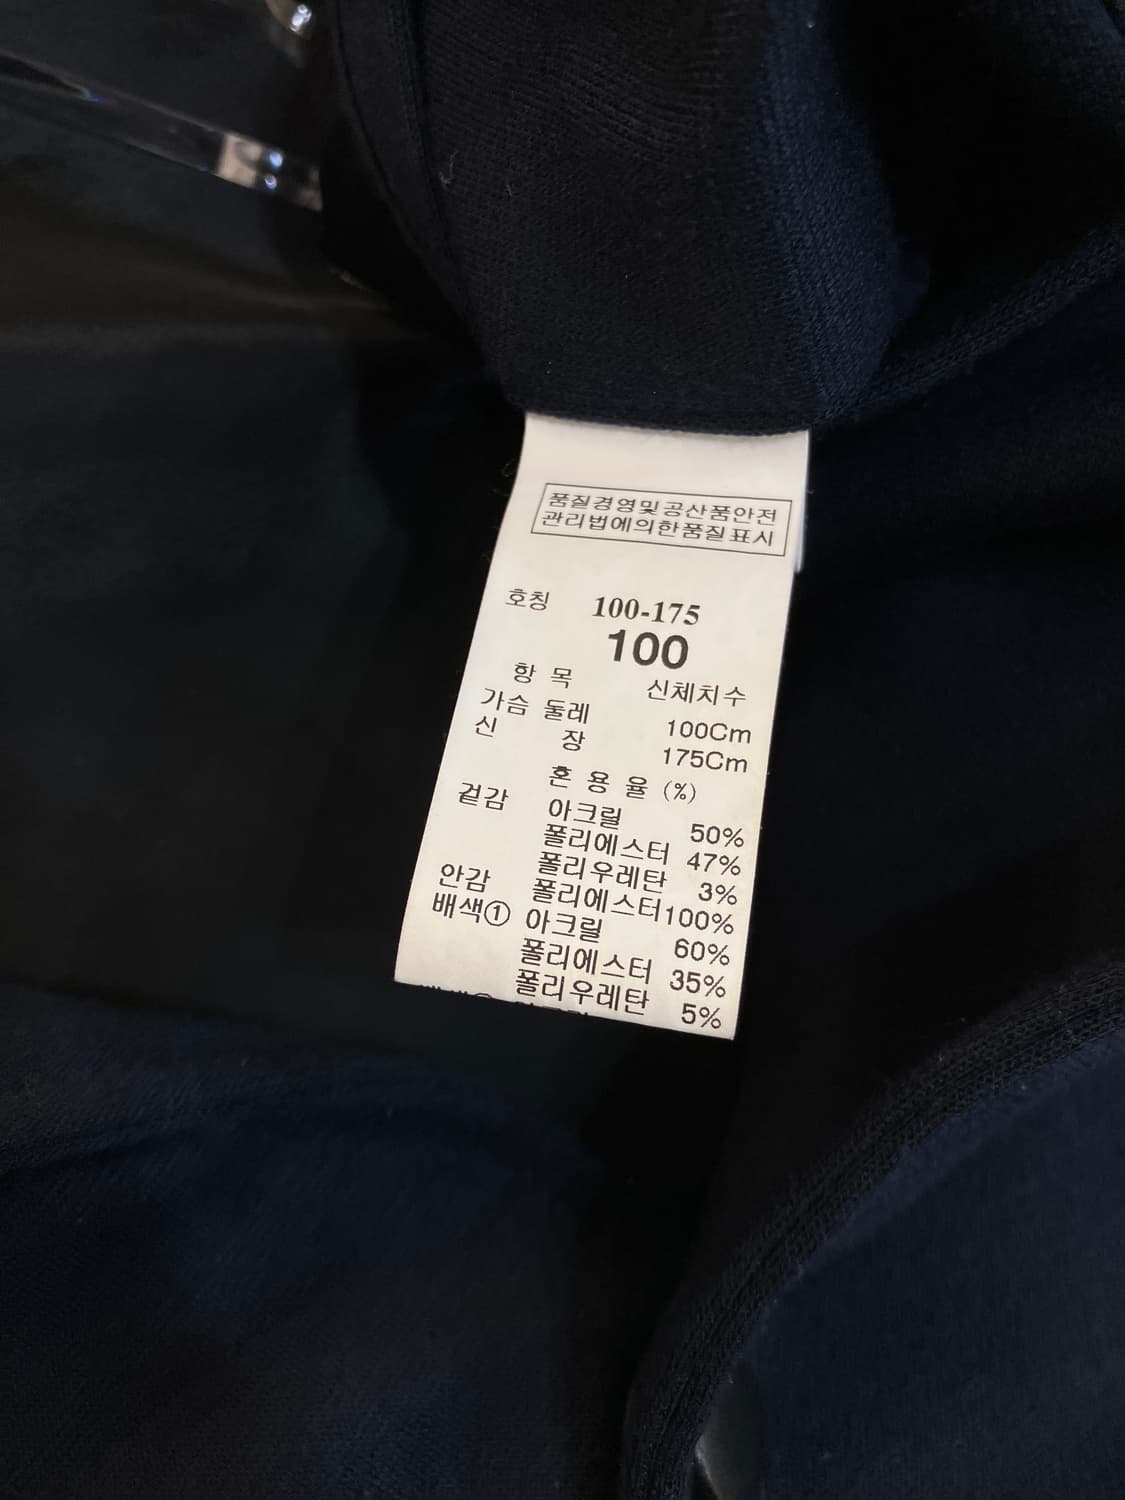 품질경영및공산품안전
관리법에의한품질표시
호칭 100-175
100
항 목 신체치수
가슴 둘레 100Cm
신 장 175Cm
혼 용 율 (%)
겉감 아크릴 50%
폴리에스터 47%
폴리우레탄 3%
안감 폴리에스터 100%
배색① 아크릴 60%
폴리에스터 35%
폴리우레탄 5%